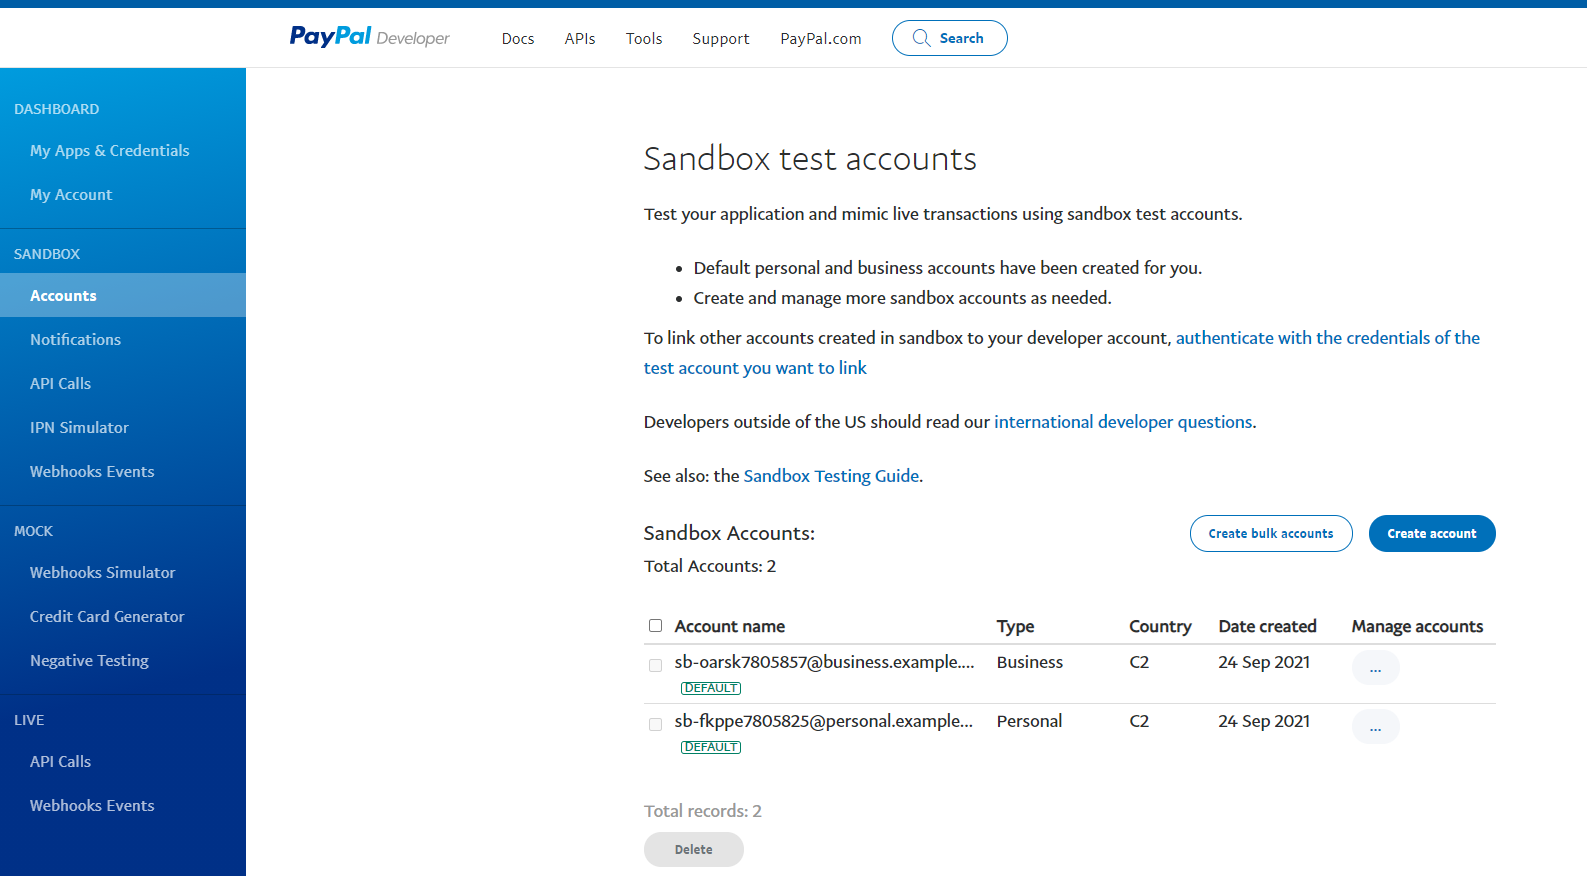 PayPal Developer
Docs
APIs
Tools
Support
PayPal.com
Search
DASHBOARD
My Apps & Credentials
My Account
SANDBOX
Accounts
Notifications
API Calls
IPN Simulator
Webhooks Events
MOCK
Webhooks Simulator
Credit Card Generator
Negative Testing
LIVE
API Calls
Webhooks Events
Sandbox test accounts
Test your application and mimic live transactions using sandbox test accounts.
• Default personal and business accounts have been created for you.
• Create and manage more sandbox accounts as needed.
To link other accounts created in sandbox to your developer account, authenticate with the credentials of the
test account you want to link
Developers outside of the US should read our international developer questions.
See also: the Sandbox Testing Guide.
Sandbox Accounts:
Create bulk accounts
Create account
Total Accounts: 2
Account name Type Country Date created Manage accounts
sb-oarsk7805857@business.example.... Business C2 24 Sep 2021 ...
DEFAULT
sb-fkppe7805825@personal.example... Personal C2 24 Sep 2021 ...
DEFAULT
Total records: 2
Delete